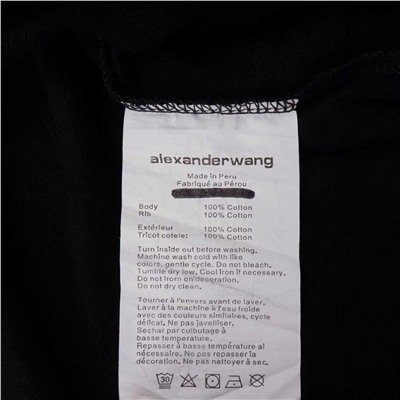 alexanderwang
Made in Peru
Fabriqué au Pérou
Body 100% Cotton
Rib 100% Cotton
Extérieur 100% Cotton
Tricot coteie: 100% Cotton
Turn inside out before washing.
Machine wash cold with like
colors, gentle cycle. Do not bleach.
Tumble dry low, Cool iron if necessary.
Do not irorn on decoration.
Do not dry clean.
Tourner à l'envers avant de laver.
Laver à la machine à l'eau froide
avec des couleurs similaires, cycle
délicat. Ne pas javelliser.
Sechar par culbutage à
basse temperature.
Repasser à basse température al
nécessaire. Ne pas repasser la
décoration. Ne pas nettoyer à sec.
30